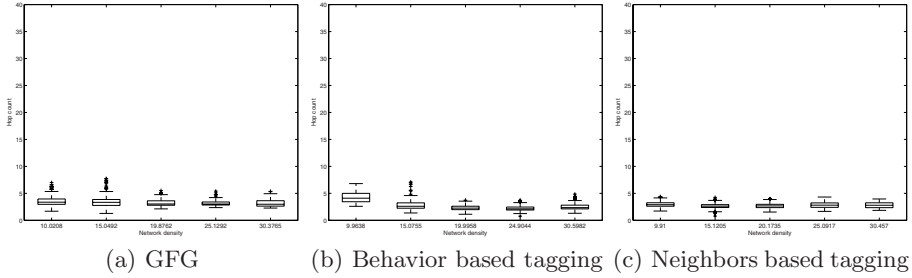 40
35
30
25
20
15
10
5
0
Hop count
10.0208 15.0492 19.8762 25.1292 30.3765
Network density
(a) GFG
40
35
30
25
20
15
10
5
0
Hop count
9.9638 15.0755 19.9958 24.9044 30.5982
Network density
(b) Behavior based tagging
40
35
30
25
20
15
10
5
0
Hop count
9.91 15.1205 20.1735 25.0917 30.457
Network density
(c) Neighbors based tagging